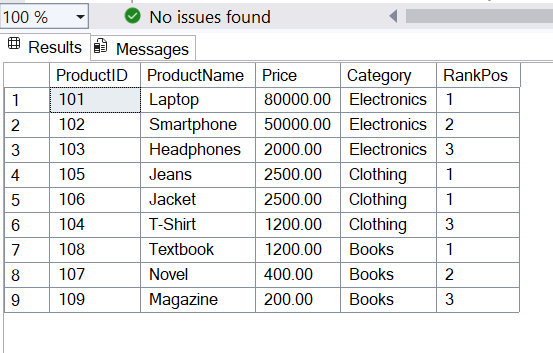 100 % No issues found
Results Messages
ProductID ProductName Price Category RankPos
1 101 Laptop 80000.00 Electronics 1
2 102 Smartphone 50000.00 Electronics 2
3 103 Headphones 2000.00 Electronics 3
4 105 Jeans 2500.00 Clothing 1
5 106 Jacket 2500.00 Clothing 1
6 104 T-Shirt 1200.00 Clothing 3
7 108 Textbook 1200.00 Books 1
8 107 Novel 400.00 Books 2
9 109 Magazine 200.00 Books 3